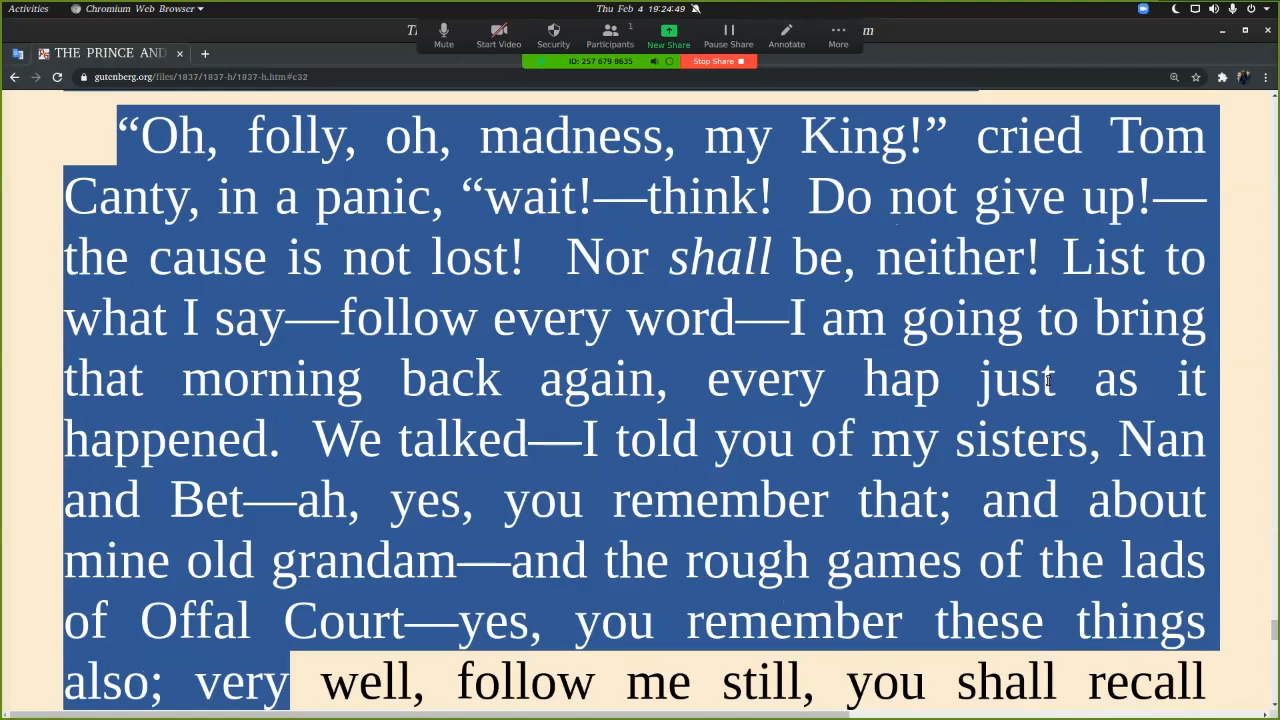 Activities Chromium Web Browser Thu Feb 4 19:24:49
Mute Start Video Security Participants 1 New Share Pause Share Annotate More
ID: 257 679 8635 Stop Share
THE PRINCE AND
gutenberg.org/files/1837/1837-h/1837-h.htm#c32
“Oh, folly, oh, madness, my King!” cried Tom
Canty, in a panic, “wait!—think! Do not give up!—
the cause is not lost! Nor shall be, neither! List to
what I say—follow every word—I am going to bring
that morning back again, every hap just as it
happened. We talked—I told you of my sisters, Nan
and Bet—ah, yes, you remember that; and about
mine old grandam—and the rough games of the lads
of Offal Court—yes, you remember these things
also; very well, follow me still, you shall recall